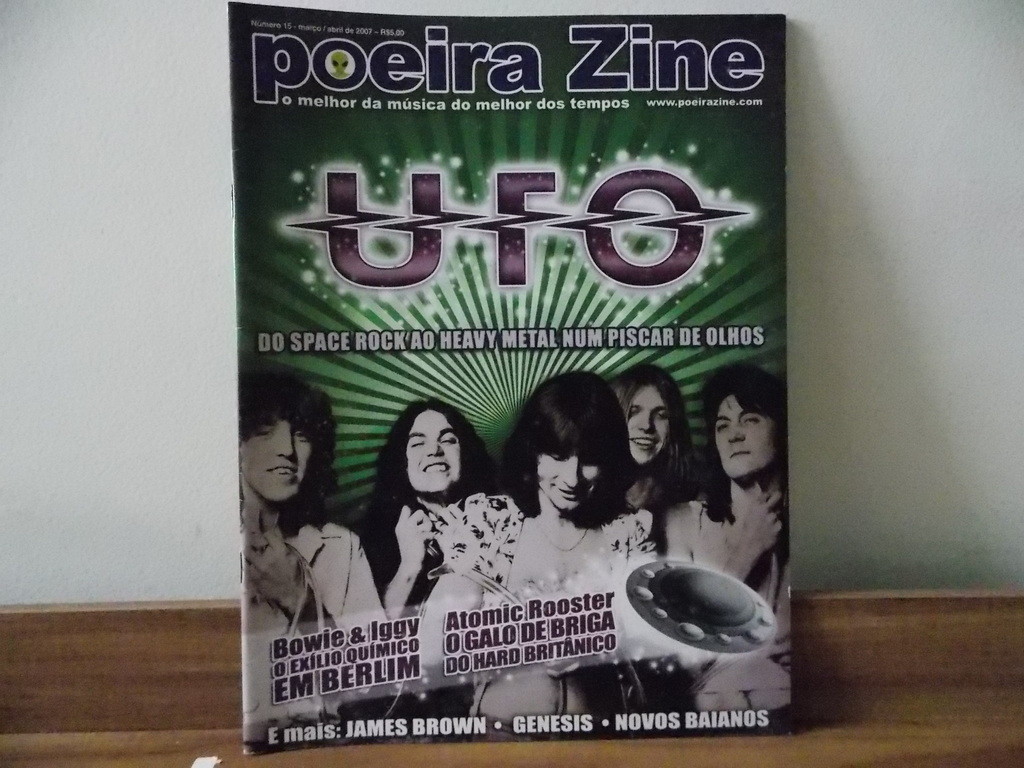 Número 15 - março / abril de 2007 - R$5,00
poeira Zine
o melhor da música do melhor dos tempos www.poeirazine.com
UFO
DO SPACE ROCK AO HEAVY METAL NUM PISCAR DE OLHOS
Bowie & Iggy
O EXÍLIO QUÍMICO
EM BERLIM
Atomic Rooster
O GALO DE BRIGA
DO HARD BRITÂNICO
E mais: JAMES BROWN • GENESIS • NOVOS BAIANOS